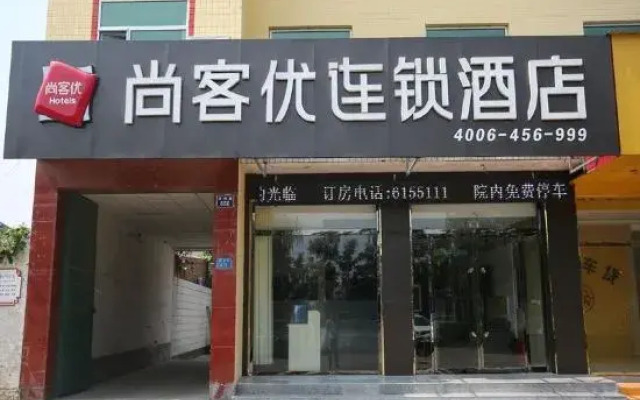 尚客优
Hotels
尚客优连锁酒店
4006-456-999
的光临 订房电话:6155111 院内免费停车